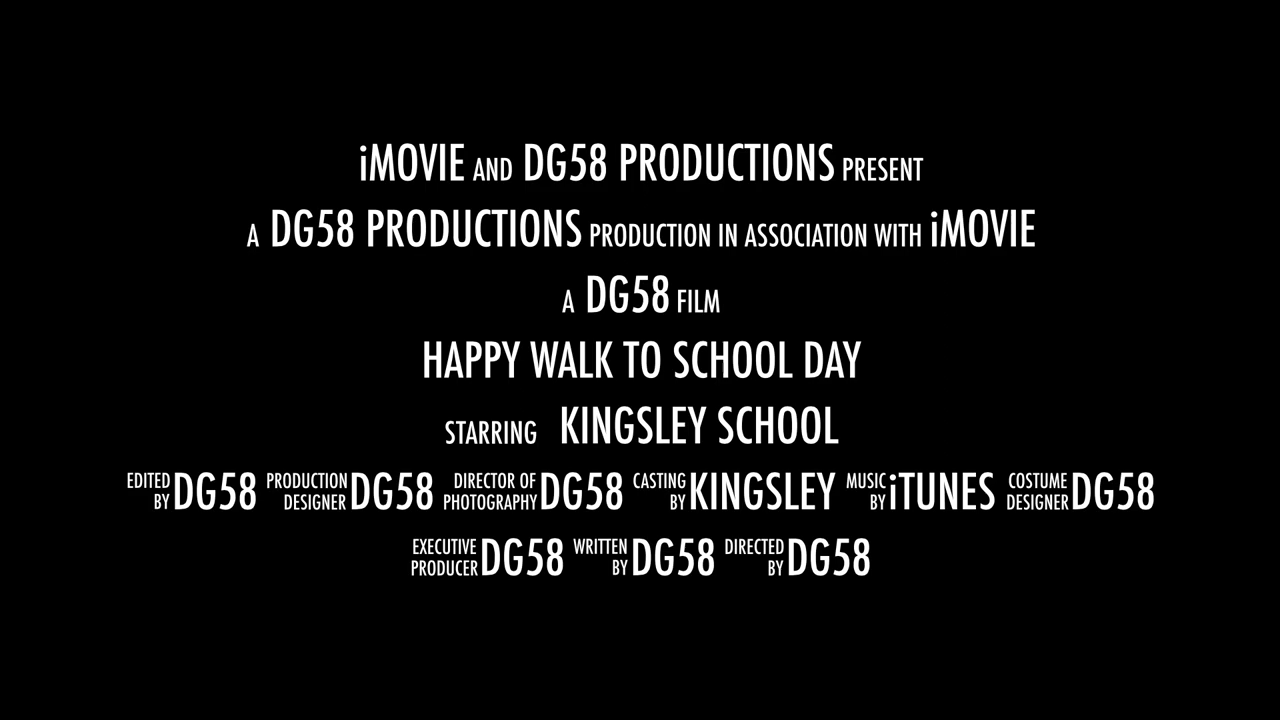 iMOVIE AND DG58 PRODUCTIONS PRESENT
A DG58 PRODUCTIONS PRODUCTION IN ASSOCIATION WITH iMOVIE
A DG58 FILM
HAPPY WALK TO SCHOOL DAY
STARRING KINGSLEY SCHOOL
EDITED BY DG58 PRODUCTION DESIGNER DG58 DIRECTOR OF PHOTOGRAPHY DG58 CASTING BY KINGSLEY MUSIC BY iTUNES COSTUME DESIGNER DG58
EXECUTIVE PRODUCER DG58 WRITTEN BY DG58 DIRECTED BY DG58